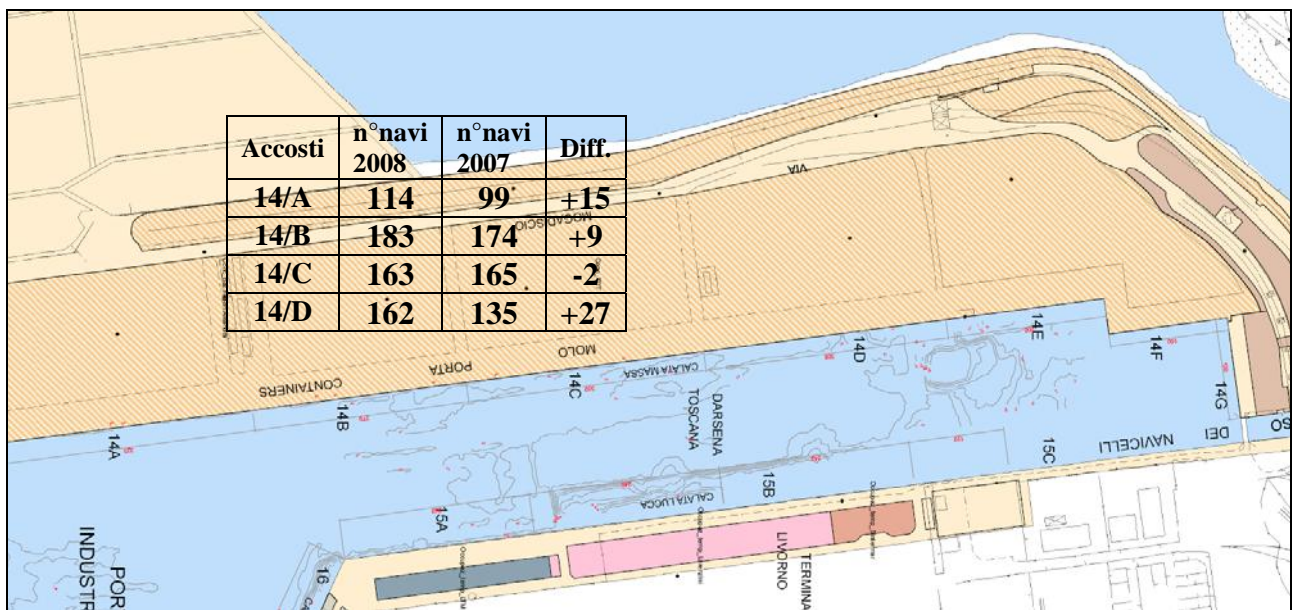 Accosti n°navi 2008 n°navi 2007 Diff.
14/A 114 99 +15
14/B 183 174 +9
14/C 163 165 -2
14/D 162 135 +27
VIA
MOGADISCIO
MOLO
PORTA
CONTAINERS
CALATA MASSA
14A
14B
14C
14D
14E
14F
14G
DARSENA
TOSCANA
NAVICELLI
DEI
SO
15A
15B
15C
CALATA LUCCA
16
POR
INDUSTR
TERMINA
LIVORNO